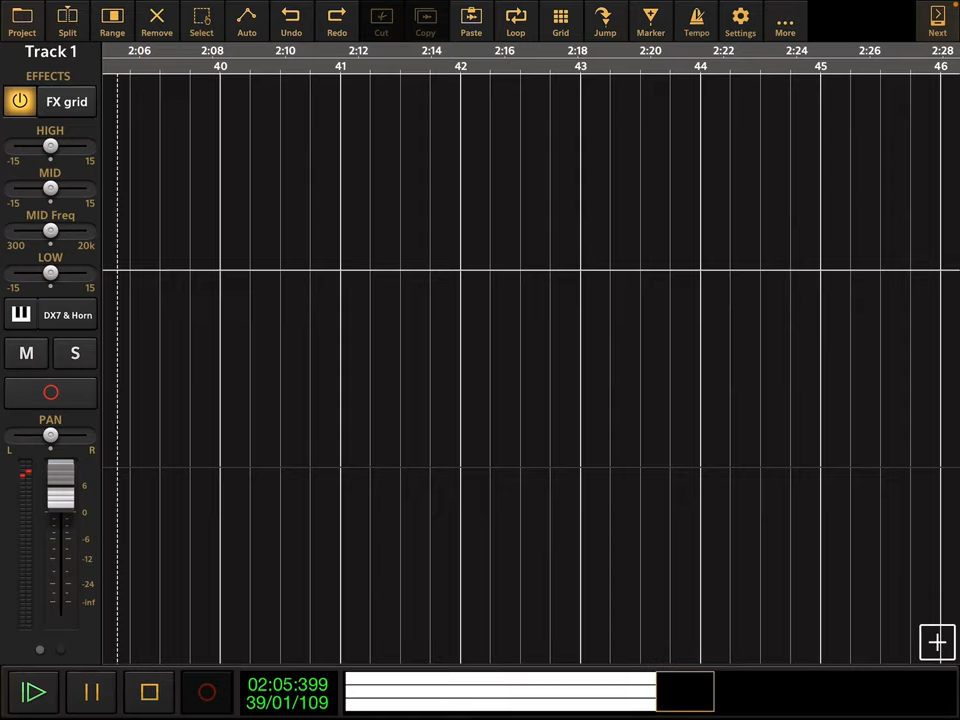 Project Split Range Remove Select Auto Undo Redo Cut Copy Paste Loop Grid Jump Marker Tempo Settings More Next
Track 1
2:06 2:08 2:10 2:12 2:14 2:16 2:18 2:20 2:22 2:24 2:26 2:28
40 41 42 43 44 45 46
EFFECTS
FX grid
HIGH
-15 15
MID
-15 15
MID Freq
300 20k
LOW
-15 15
DX7 & Horn
M S
PAN
L R
6
0
-6
-12
-24
-inf
02:05:399
39/01/109